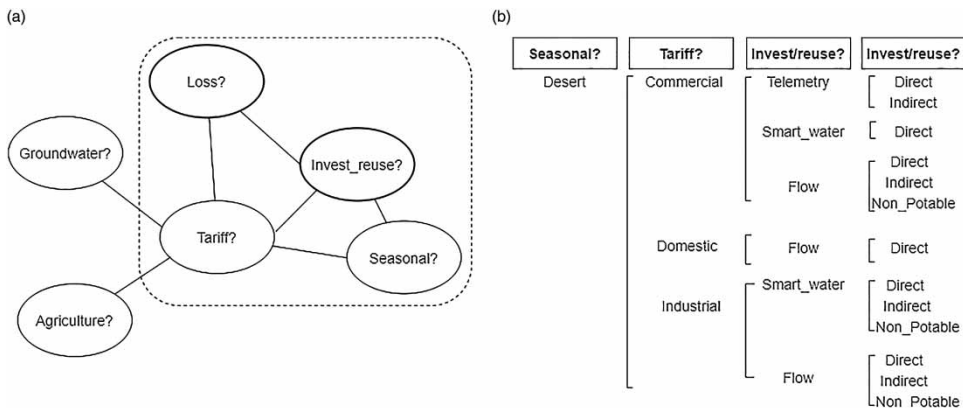 (a)
Loss?
Groundwater?
Invest_reuse?
Tariff?
Seasonal?
Agriculture?
(b)
Seasonal? Tariff? Invest/reuse? Invest/reuse?
Desert Commercial Telemetry Direct
Indirect
Smart_water Direct
Direct
Flow Indirect
Non_Potable
Domestic Flow Direct
Smart_water Direct
Industrial Indirect
Non_Potable
Direct
Flow Indirect
Non_Potable